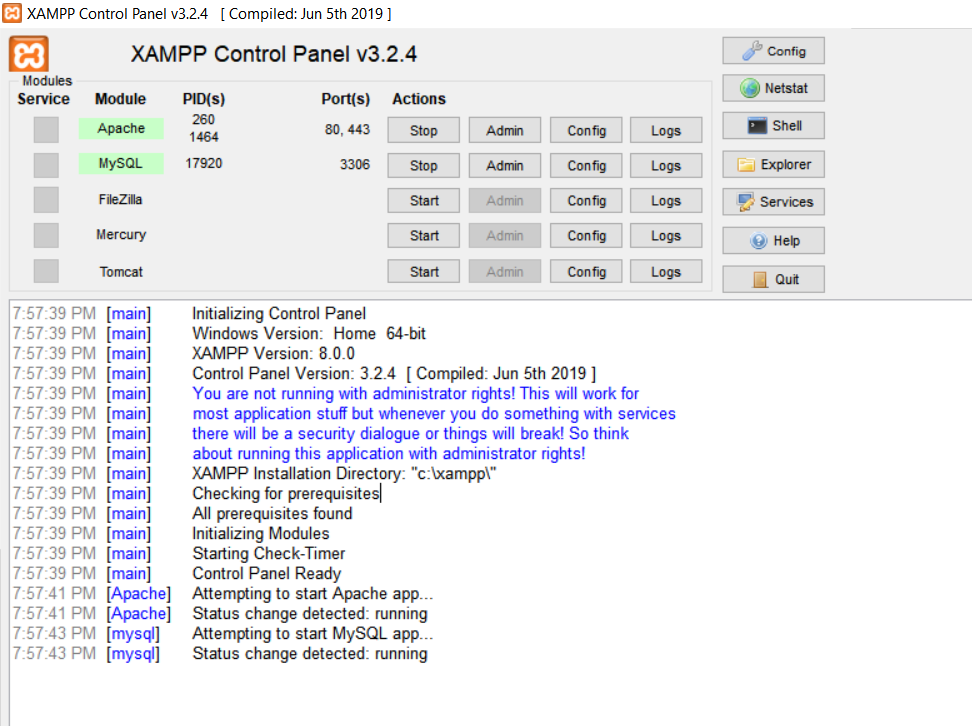 XAMPP Control Panel v3.2.4 [ Compiled: Jun 5th 2019 ]
XAMPP Control Panel v3.2.4
Config
Modules
Service Module PID(s) Port(s) Actions
Netstat
Apache 260 1464 80, 443 Stop Admin Config Logs
Shell
MySQL 17920 3306 Stop Admin Config Logs
Explorer
FileZilla Start Admin Config Logs
Services
Mercury Start Admin Config Logs
Help
Tomcat Start Admin Config Logs
Quit
7:57:39 PM [main] Initializing Control Panel
7:57:39 PM [main] Windows Version: Home 64-bit
7:57:39 PM [main] XAMPP Version: 8.0.0
7:57:39 PM [main] Control Panel Version: 3.2.4 [ Compiled: Jun 5th 2019 ]
7:57:39 PM [main] You are not running with administrator rights! This will work for
7:57:39 PM [main] most application stuff but whenever you do something with services
7:57:39 PM [main] there will be a security dialogue or things will break! So think
7:57:39 PM [main] about running this application with administrator rights!
7:57:39 PM [main] XAMPP Installation Directory: "c:\xampp\"
7:57:39 PM [main] Checking for prerequisites
7:57:39 PM [main] All prerequisites found
7:57:39 PM [main] Initializing Modules
7:57:39 PM [main] Starting Check-Timer
7:57:39 PM [main] Control Panel Ready
7:57:41 PM [Apache] Attempting to start Apache app...
7:57:41 PM [Apache] Status change detected: running
7:57:43 PM [mysql] Attempting to start MySQL app...
7:57:43 PM [mysql] Status change detected: running